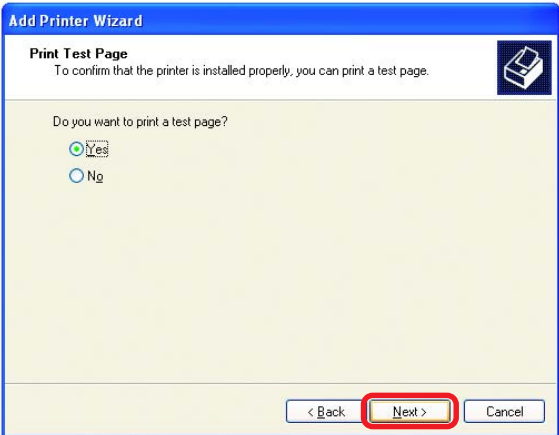 Add Printer Wizard
Print Test Page
To confirm that the printer is installed properly, you can print a test page.
Do you want to print a test page?
Yes
No
< Back Next > Cancel